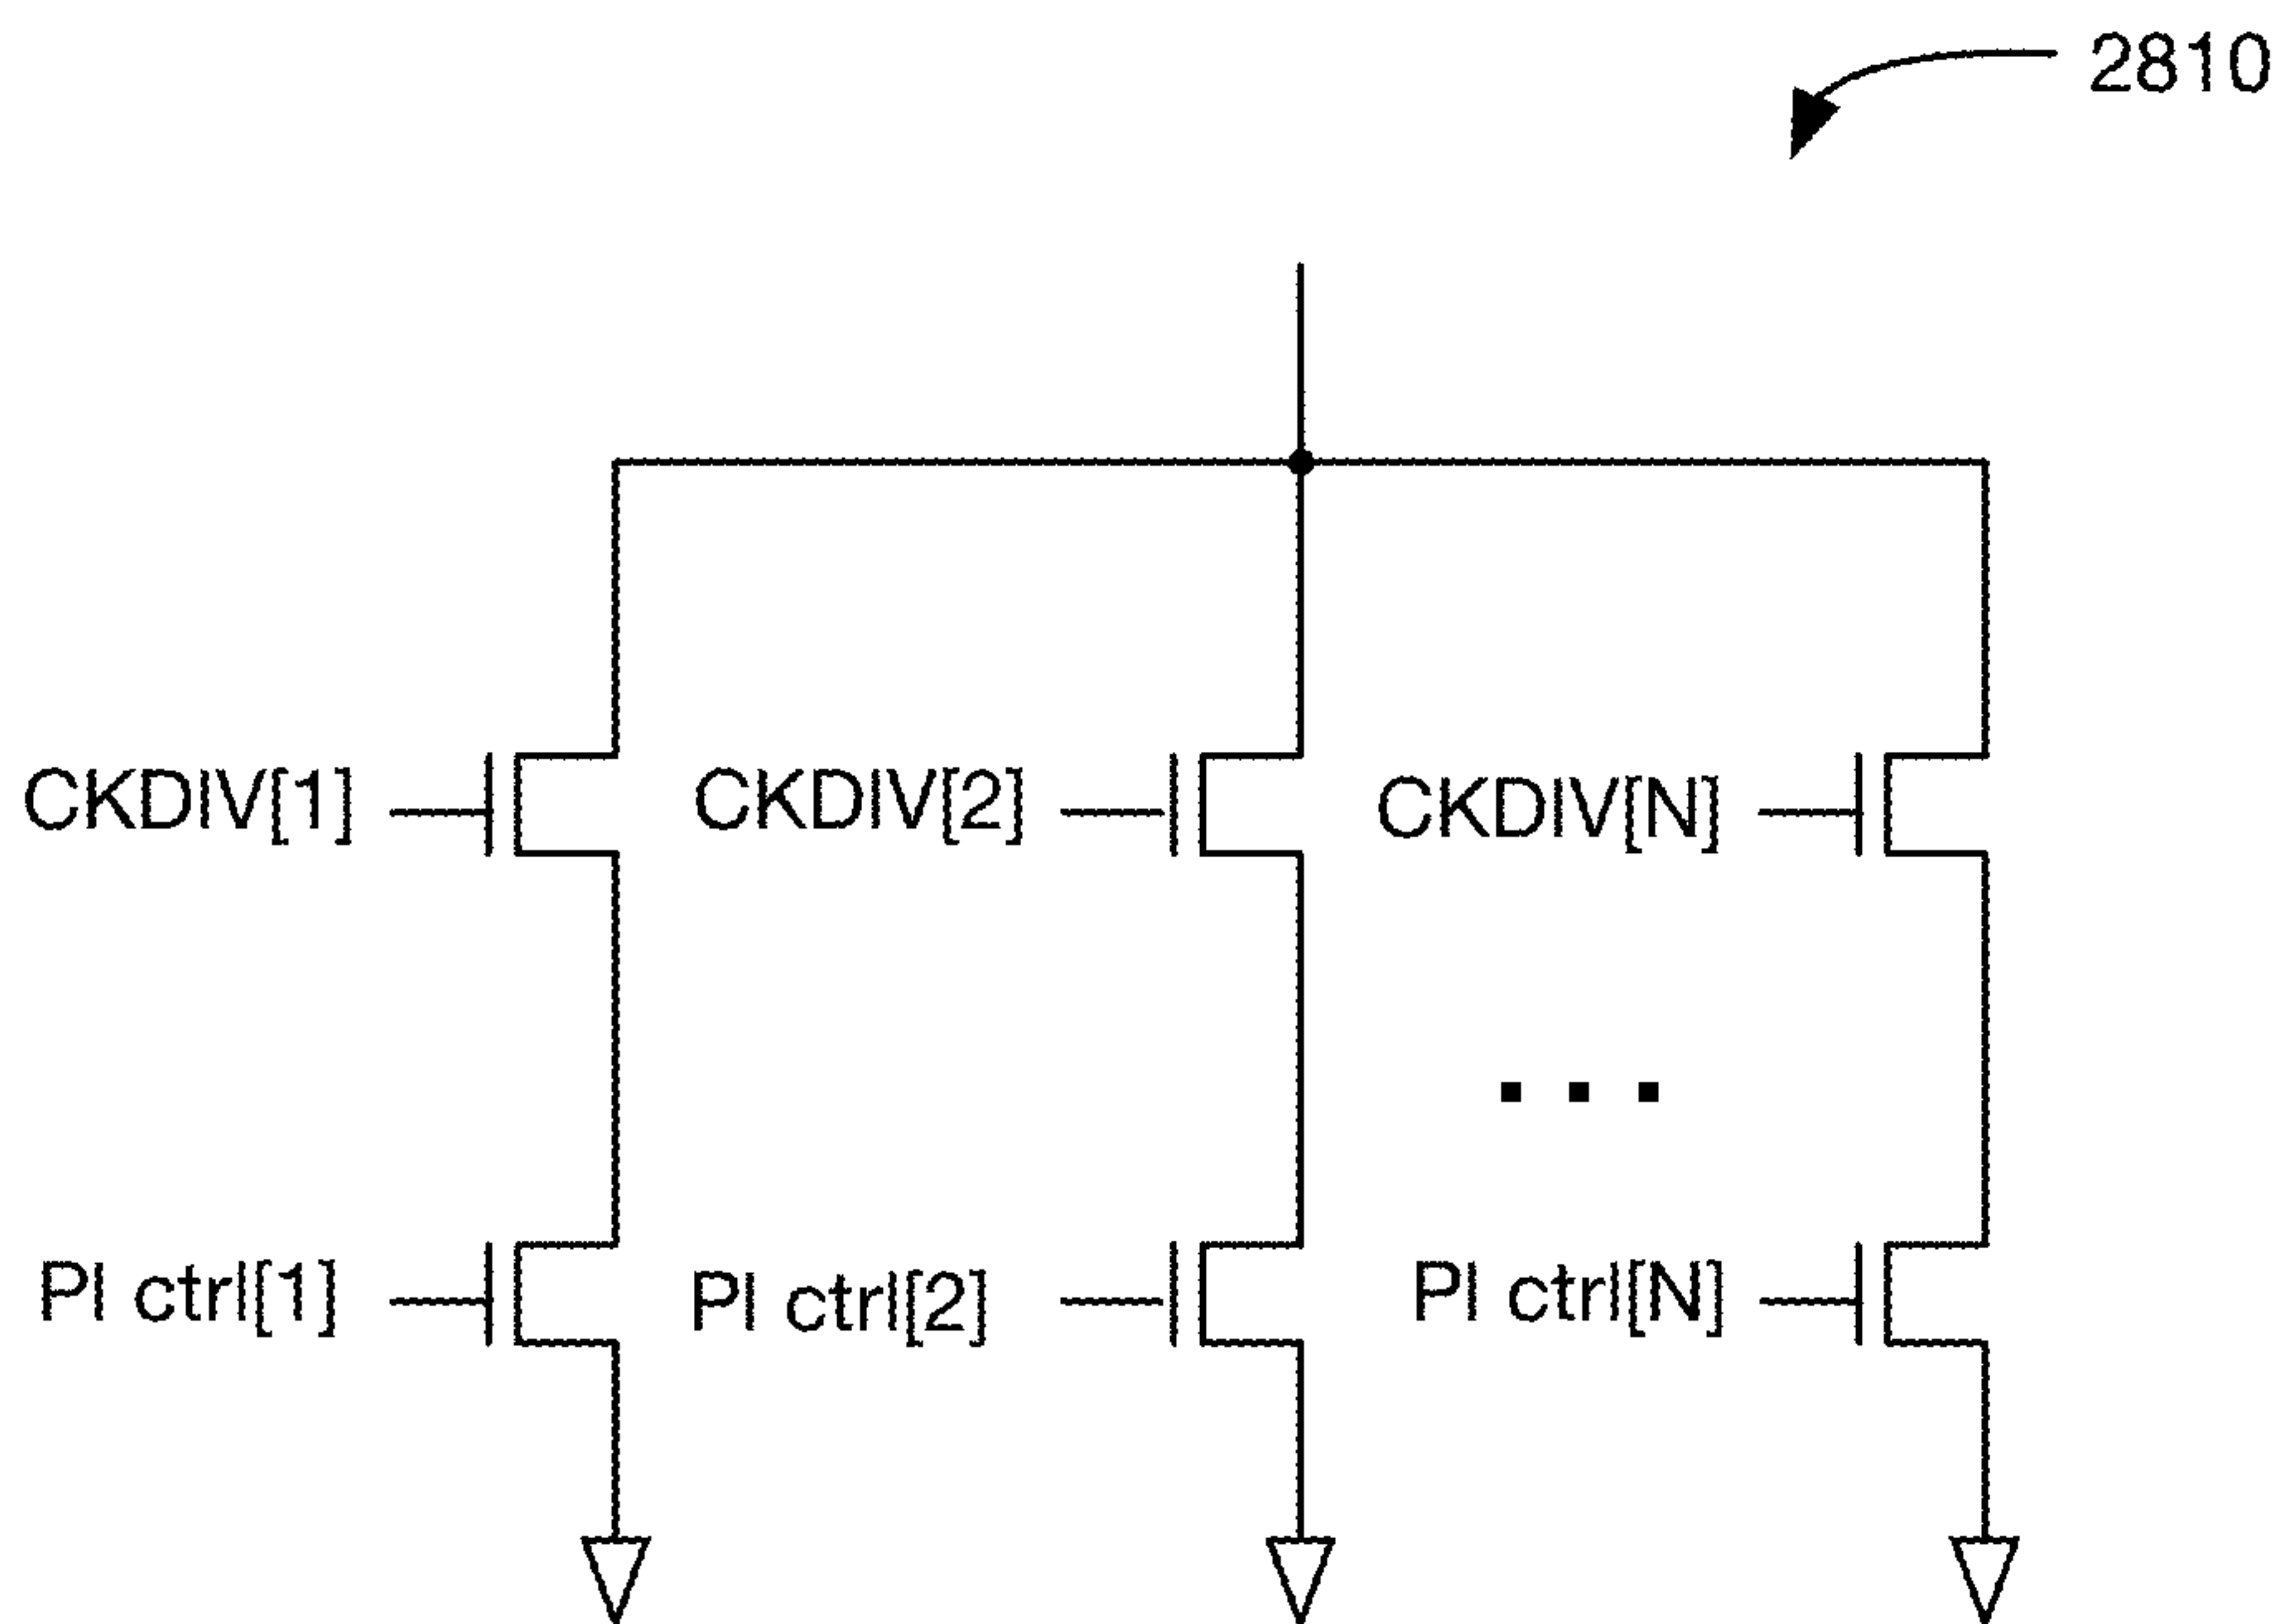 2810
CKDIV[1]
CKDIV[2]
CKDIV[N]
...
PI ctrl[1]
PI ctrl[2]
PI ctrl[N]